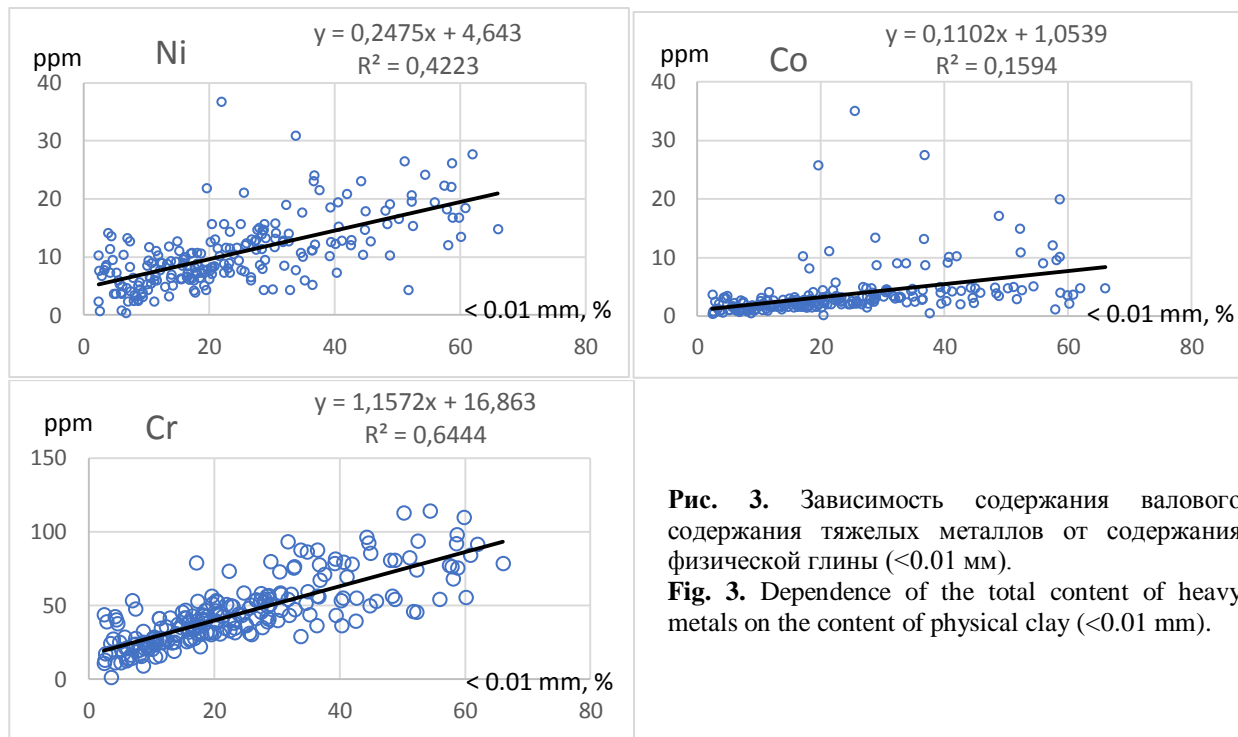 y = 0,2475x + 4,643
R² = 0,4223
ppm
Ni
40
30
20
10
0
< 0.01 mm, %
0 20 40 60 80
y = 0,1102x + 1,0539
R² = 0,1594
ppm
Co
40
30
20
10
0
< 0.01 mm, %
0 20 40 60 80
y = 1,1572x + 16,863
R² = 0,6444
ppm
Cr
150
100
50
0
< 0.01 mm, %
0 20 40 60 80
Рис. 3. Зависимость содержания валового
содержания тяжелых металлов от содержания
физической глины (<0.01 мм).
Fig. 3. Dependence of the total content of heavy
metals on the content of physical clay (<0.01 mm).